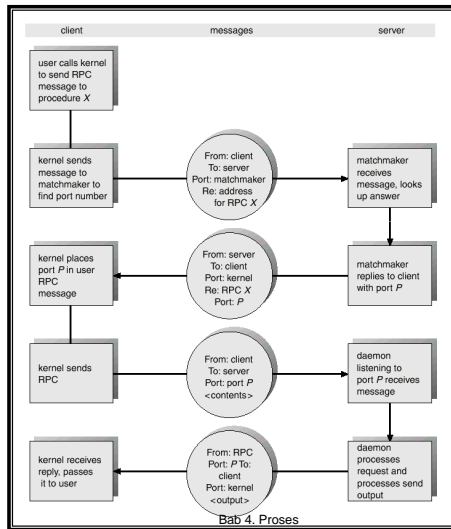 client messages server
user calls kernel
to send RPC
message to
procedure X
kernel sends
message to
matchmaker to
find port number
From: client
To: server
Port: matchmaker
Re: address
for RPC X
matchmaker
receives
message, looks
up answer
kernel places
port P in user
RPC
message
From: server
To: client
Port: kernel
Re: RPC X
Port: P
matchmaker
replies to client
with port P
kernel sends
RPC
From: client
To: server
Port: port P
<contents>
daemon
listening to
port P receives
message
kernel receives
reply, passes
it to user
From: RPC
Port: P To:
client
Port: kernel
<output>
daemon
processes
request and
processes send
output
Bab 4. Proses